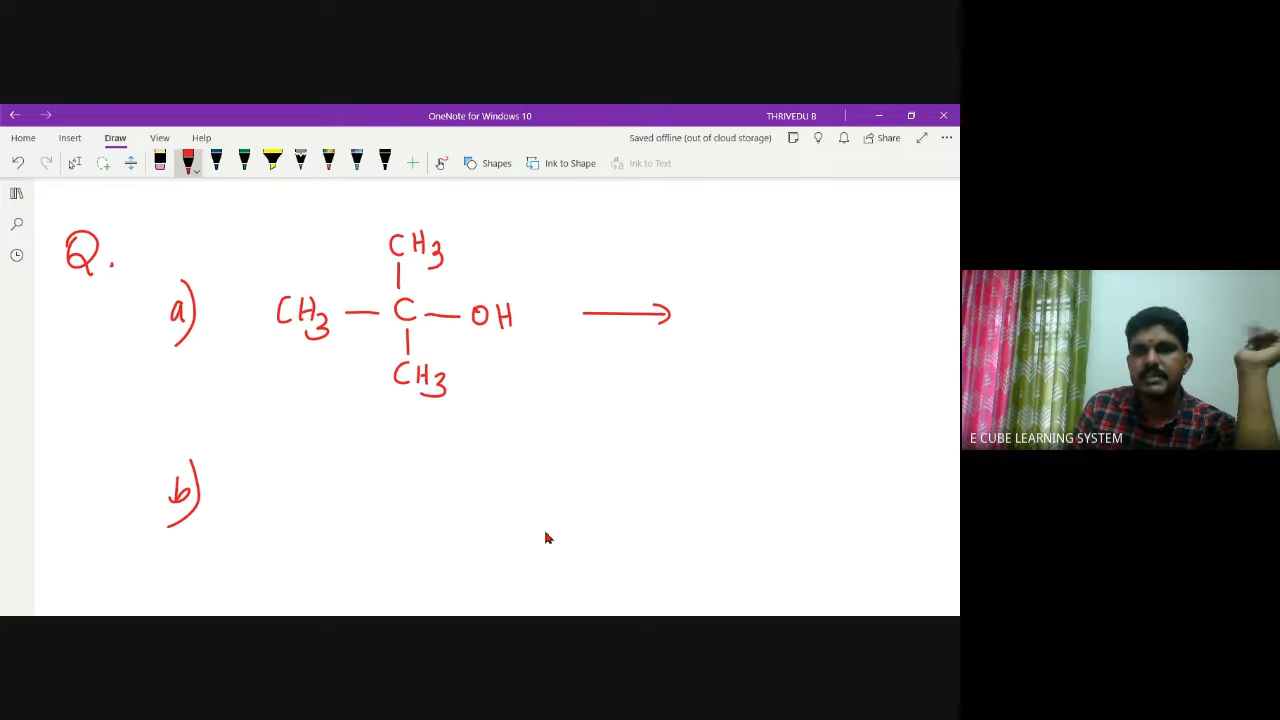 OneNote for Windows 10
THRIVEDU B
Home Insert Draw View Help
Saved offline (out of cloud storage)
Share
Shapes
Ink to Shape
Ink to Text
Q.
CH3
a) CH3 — C — OH ⟶
CH3
b)
E CUBE LEARNING SYSTEM